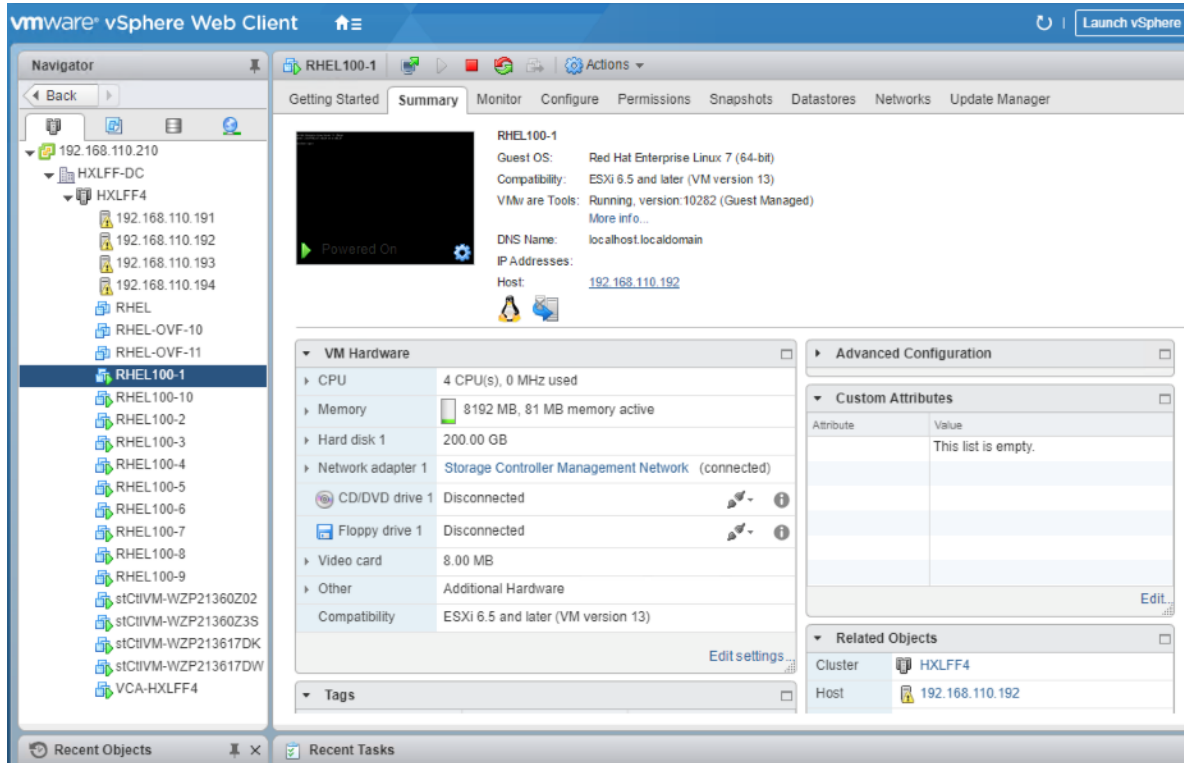 vmware® vSphere Web Client
Launch vSphere
Navigator
Back
192.168.110.210
HXLFF-DC
HXLFF4
192.168.110.191
192.168.110.192
192.168.110.193
192.168.110.194
RHEL
RHEL-OVF-10
RHEL-OVF-11
RHEL100-1
RHEL100-10
RHEL100-2
RHEL100-3
RHEL100-4
RHEL100-5
RHEL100-6
RHEL100-7
RHEL100-8
RHEL100-9
stCtlVM-WZP21360Z02
stCtlVM-WZP21360Z3S
stCtlVM-WZP213617DK
stCtlVM-WZP213617DW
VCA-HXLFF4
Recent Objects
RHEL100-1 Actions
Getting Started Summary Monitor Configure Permissions Snapshots Datastores Networks Update Manager
Powered On
RHEL100-1
Guest OS: Red Hat Enterprise Linux 7 (64-bit)
Compatibility: ESXi 6.5 and later (VM version 13)
VMware Tools: Running, version:10282 (Guest Managed)
More info...
DNS Name: localhost.localdomain
IP Addresses:
Host: 192.168.110.192
VM Hardware
CPU 4 CPU(s), 0 MHz used
Memory 8192 MB, 81 MB memory active
Hard disk 1 200.00 GB
Network adapter 1 Storage Controller Management Network (connected)
CD/DVD drive 1 Disconnected
Floppy drive 1 Disconnected
Video card 8.00 MB
Other Additional Hardware
Compatibility ESXi 6.5 and later (VM version 13)
Edit settings...
Tags
Advanced Configuration
Custom Attributes
Attribute Value
This list is empty.
Edit...
Related Objects
Cluster HXLFF4
Host 192.168.110.192
Recent Tasks